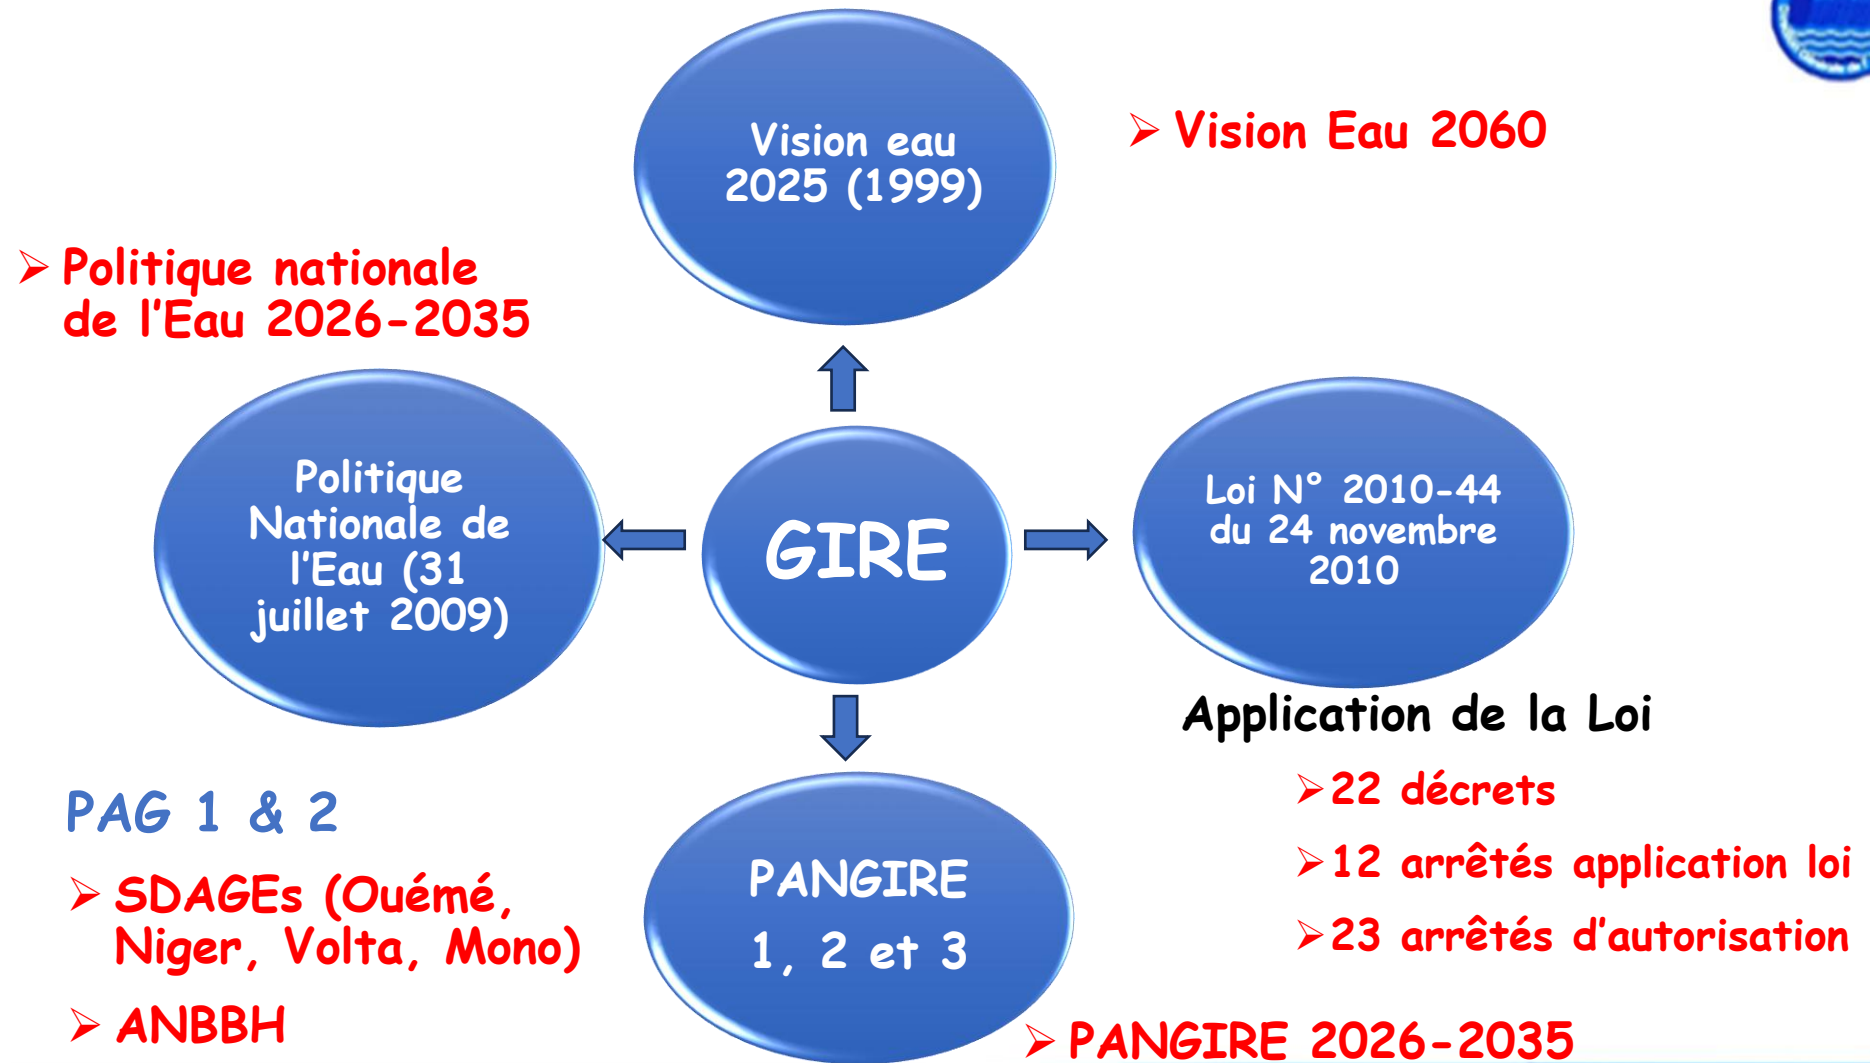 Vision eau
2025 (1999)
➢ Vision Eau 2060
➢ Politique nationale
de l'Eau 2026-2035
Politique
Nationale de
l'Eau (31
juillet 2009)
GIRE
Loi N° 2010-44
du 24 novembre
2010
Application de la Loi
➢ 22 décrets
➢ 12 arrêtés application loi
➢ 23 arrêtés d'autorisation
PAG 1 & 2
➢ SDAGEs (Ouémé,
Niger, Volta, Mono)
➢ ANBBH
PANGIRE
1, 2 et 3
➢ PANGIRE 2026-2035